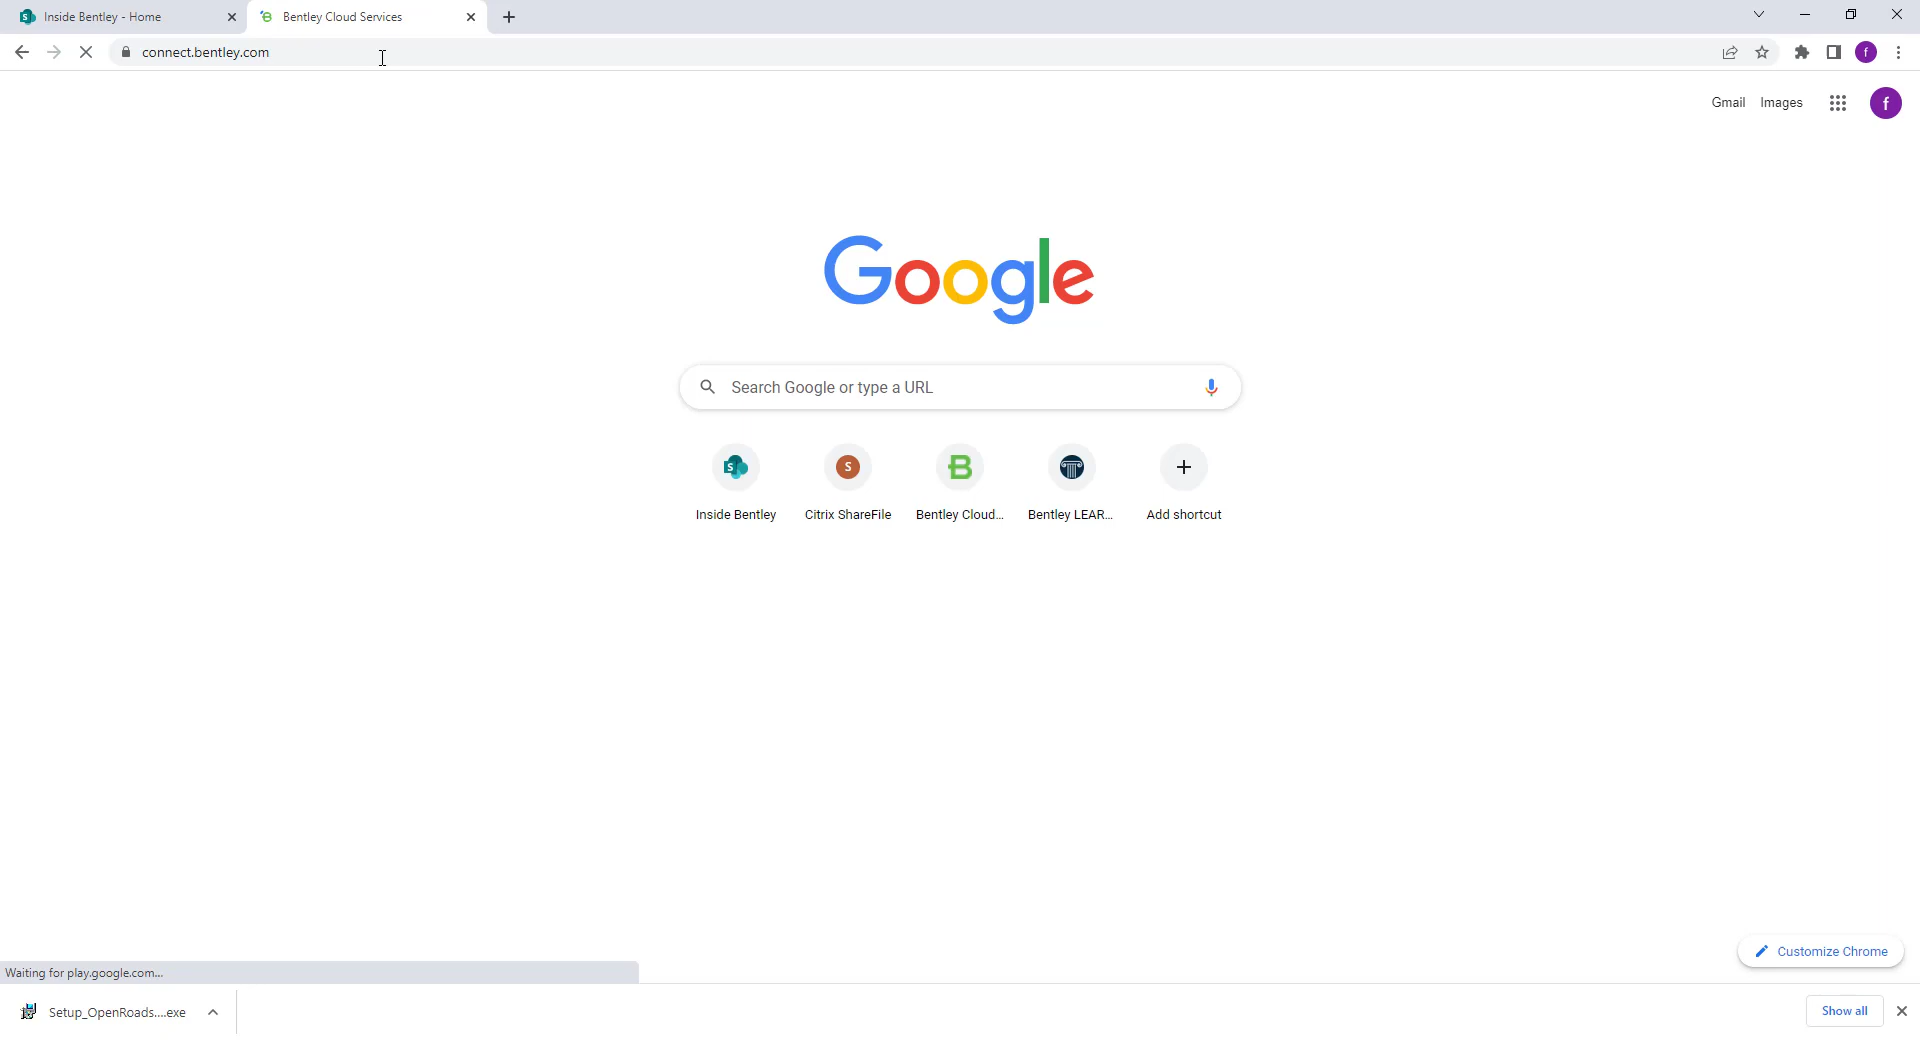 Inside Bentley - Home
Bentley Cloud Services
connect.bentley.com
f
Gmail Images f
Google
Search Google or type a URL
S S B
Inside Bentley Citrix ShareFile Bentley Cloud... Bentley LEAR... Add shortcut
Customize Chrome
Waiting for play.google.com...
Setup_OpenRoads....exe
Show all